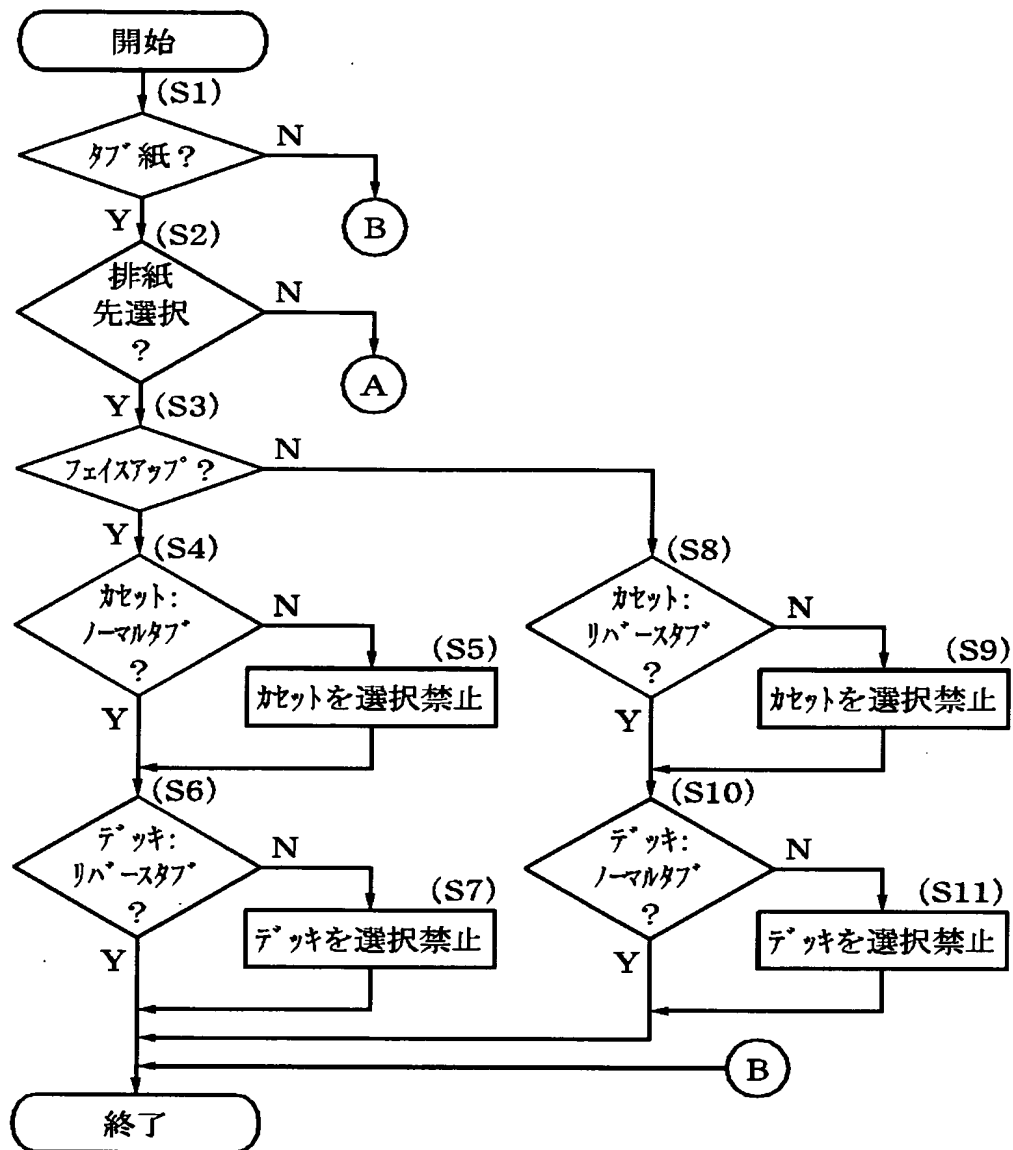 開始
(S1)
ﾀﾌﾞ紙?
N
B
Y
(S2)
排紙
先選択
?
N
A
Y
(S3)
ﾌｪｲｽｱｯﾌﾟ?
N
Y
(S4)
ｶｾｯﾄ:
ﾉｰﾏﾙﾀﾌﾞ
?
N
(S5)
ｶｾｯﾄを選択禁止
Y
(S6)
ﾃﾞｯｷ:
ﾘﾊﾞｰｽﾀﾌﾞ
?
N
(S7)
ﾃﾞｯｷを選択禁止
Y
(S8)
ｶｾｯﾄ:
ﾘﾊﾞｰｽﾀﾌﾞ
?
N
(S9)
ｶｾｯﾄを選択禁止
Y
(S10)
ﾃﾞｯｷ:
ﾉｰﾏﾙﾀﾌﾞ
?
N
(S11)
ﾃﾞｯｷを選択禁止
Y
B
終了